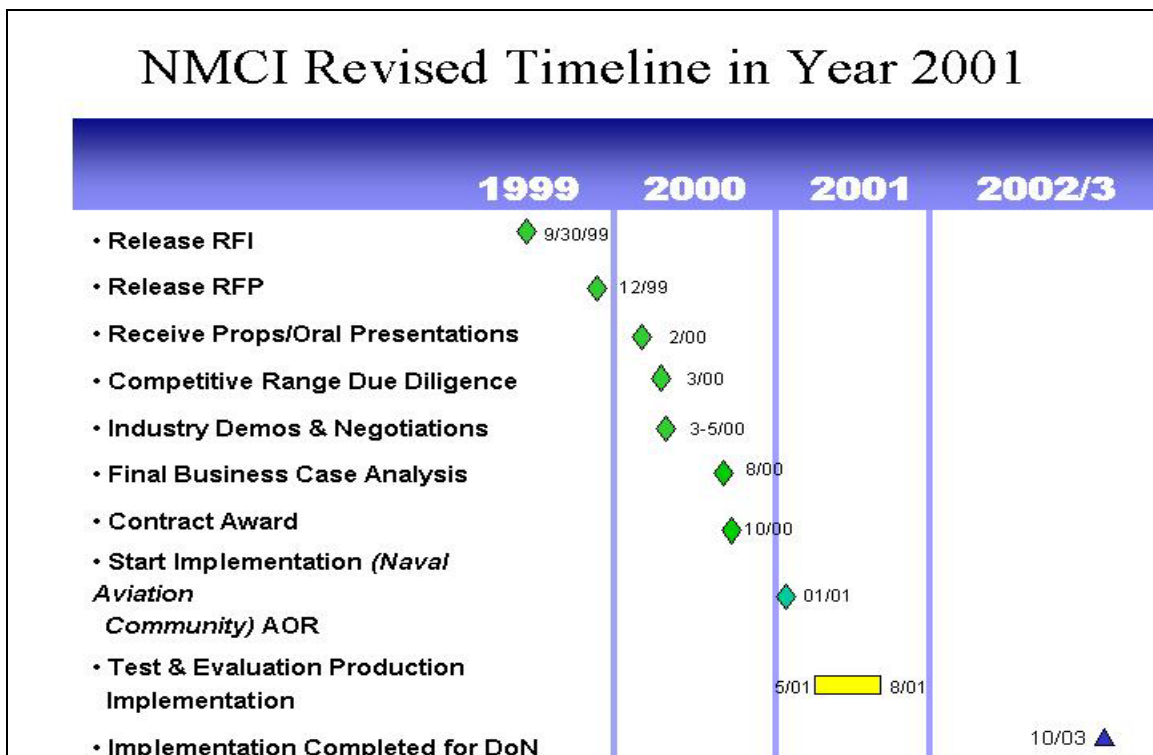 NMCI Revised Timeline in Year 2001
1999 2000 2001 2002/3
• Release RFI 9/30/99
• Release RFP 12/99
• Receive Props/Oral Presentations 2/00
• Competitive Range Due Diligence 3/00
• Industry Demos & Negotiations 3-5/00
• Final Business Case Analysis 8/00
• Contract Award 10/00
• Start Implementation (Naval
Aviation
Community) AOR 01/01
• Test & Evaluation Production
Implementation 5/01 8/01
• Implementation Completed for DoN 10/03